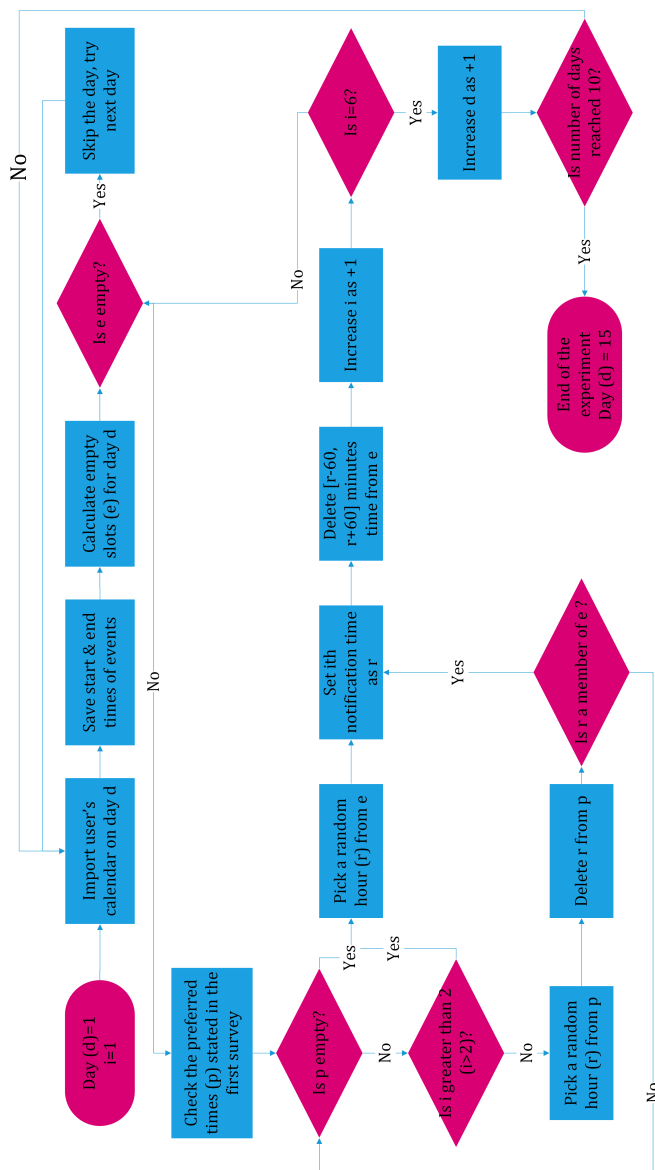 Day (d)=1
i=1
Import user's
calendar on day d
Save start & end
times of events
Calculate empty
slots (e) for day d
Is e empty?
Yes
Skip the day, try
next day
No
No
Check the preferred
times (p) stated in the
first survey
Is p empty?
Yes
No
Is i greater than 2
(i>2)?
Yes
No
Pick a random
hour (r) from p
Delete r from p
Is r a member of e ?
Yes
No
Pick a random
hour (r) from e
Set ith
notification time
as r
Delete [r-60,
r+60] minutes
time from e
Increase i as +1
Is i=6?
No
Yes
Increase d as +1
Is number of days
reached 10?
Yes
End of the
experiment
Day (d) = 15